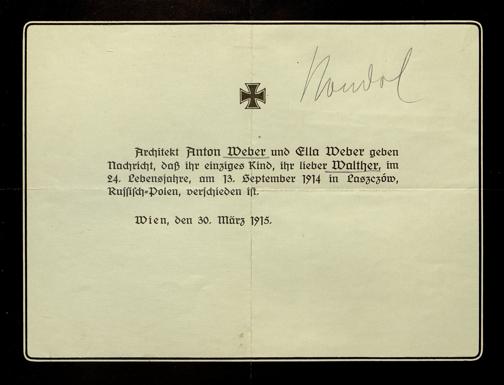 Architekt Anton Weber und Ella Weber geben
Nachricht, daß ihr einziges Kind, ihr lieber Walther, im
24. Lebensjahre, am 13. September 1914 in Laszczów,
Russisch-Polen, verschieden ist.
Wien, den 30. März 1915.